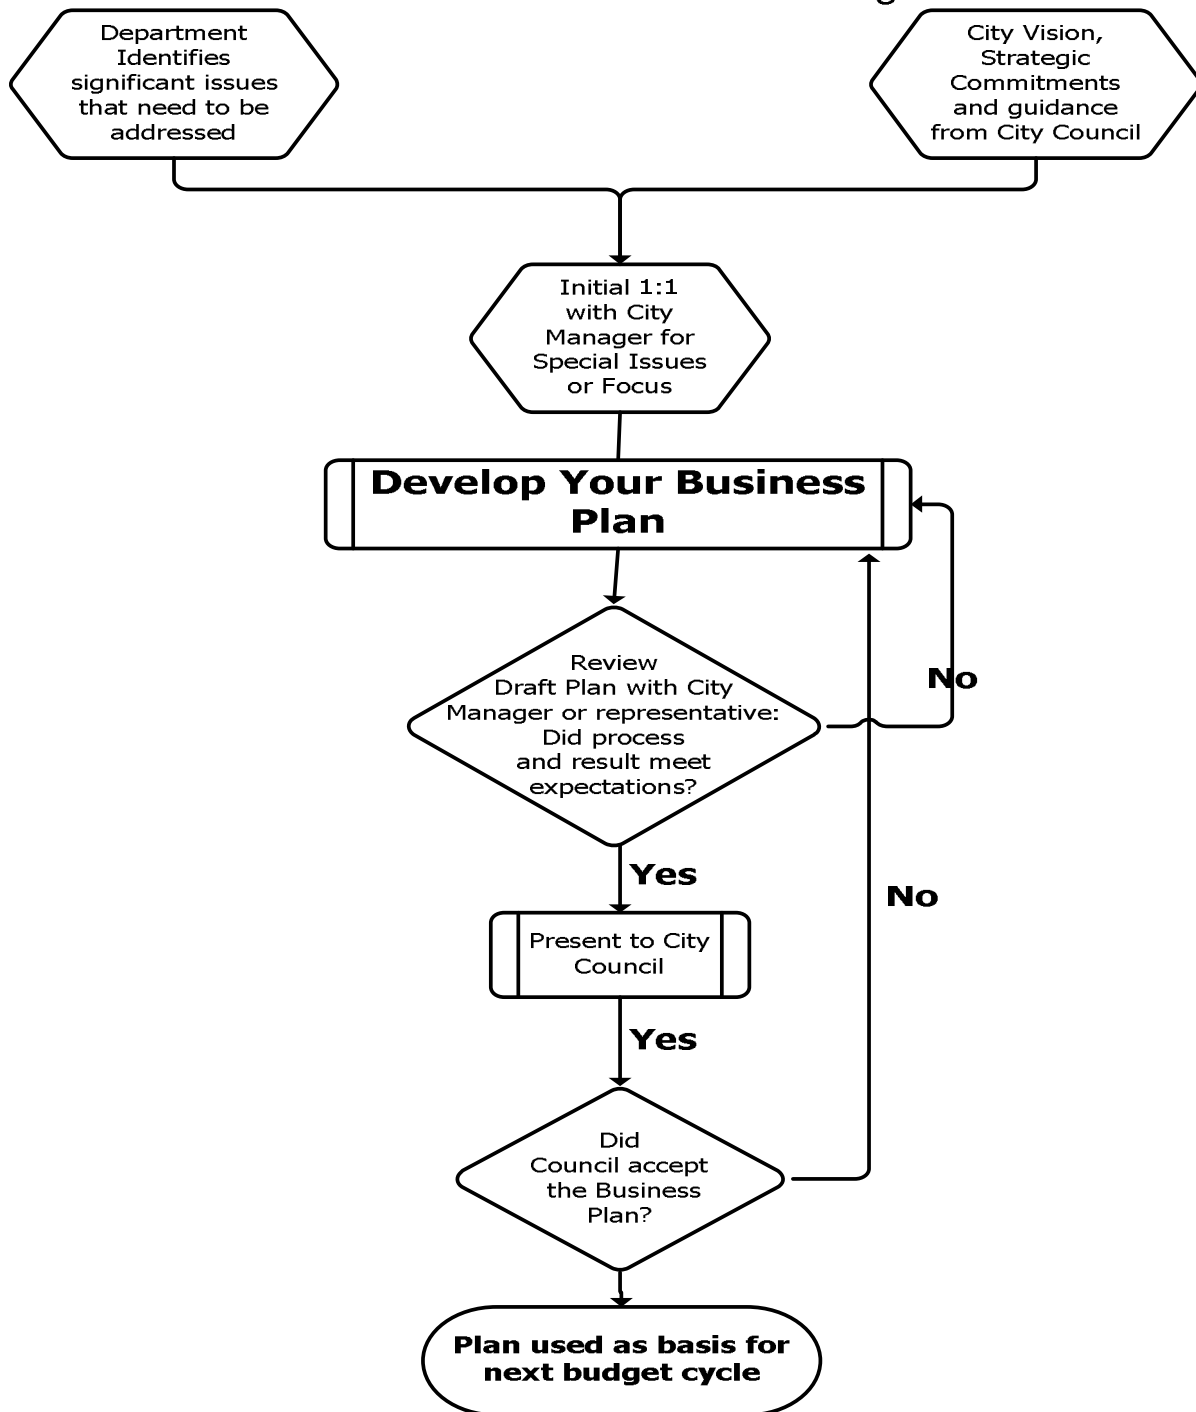 Department
Identifies
significant issues
that need to be
addressed
City Vision,
Strategic
Commitments
and guidance
from City Council
Initial 1:1
with City
Manager for
Special Issues
or Focus
Develop Your Business
Plan
Review
Draft Plan with City
Manager or representative:
Did process
and result meet
expectations?
No
Yes
No
Present to City
Council
Yes
Did
Council accept
the Business
Plan?
Plan used as basis for
next budget cycle